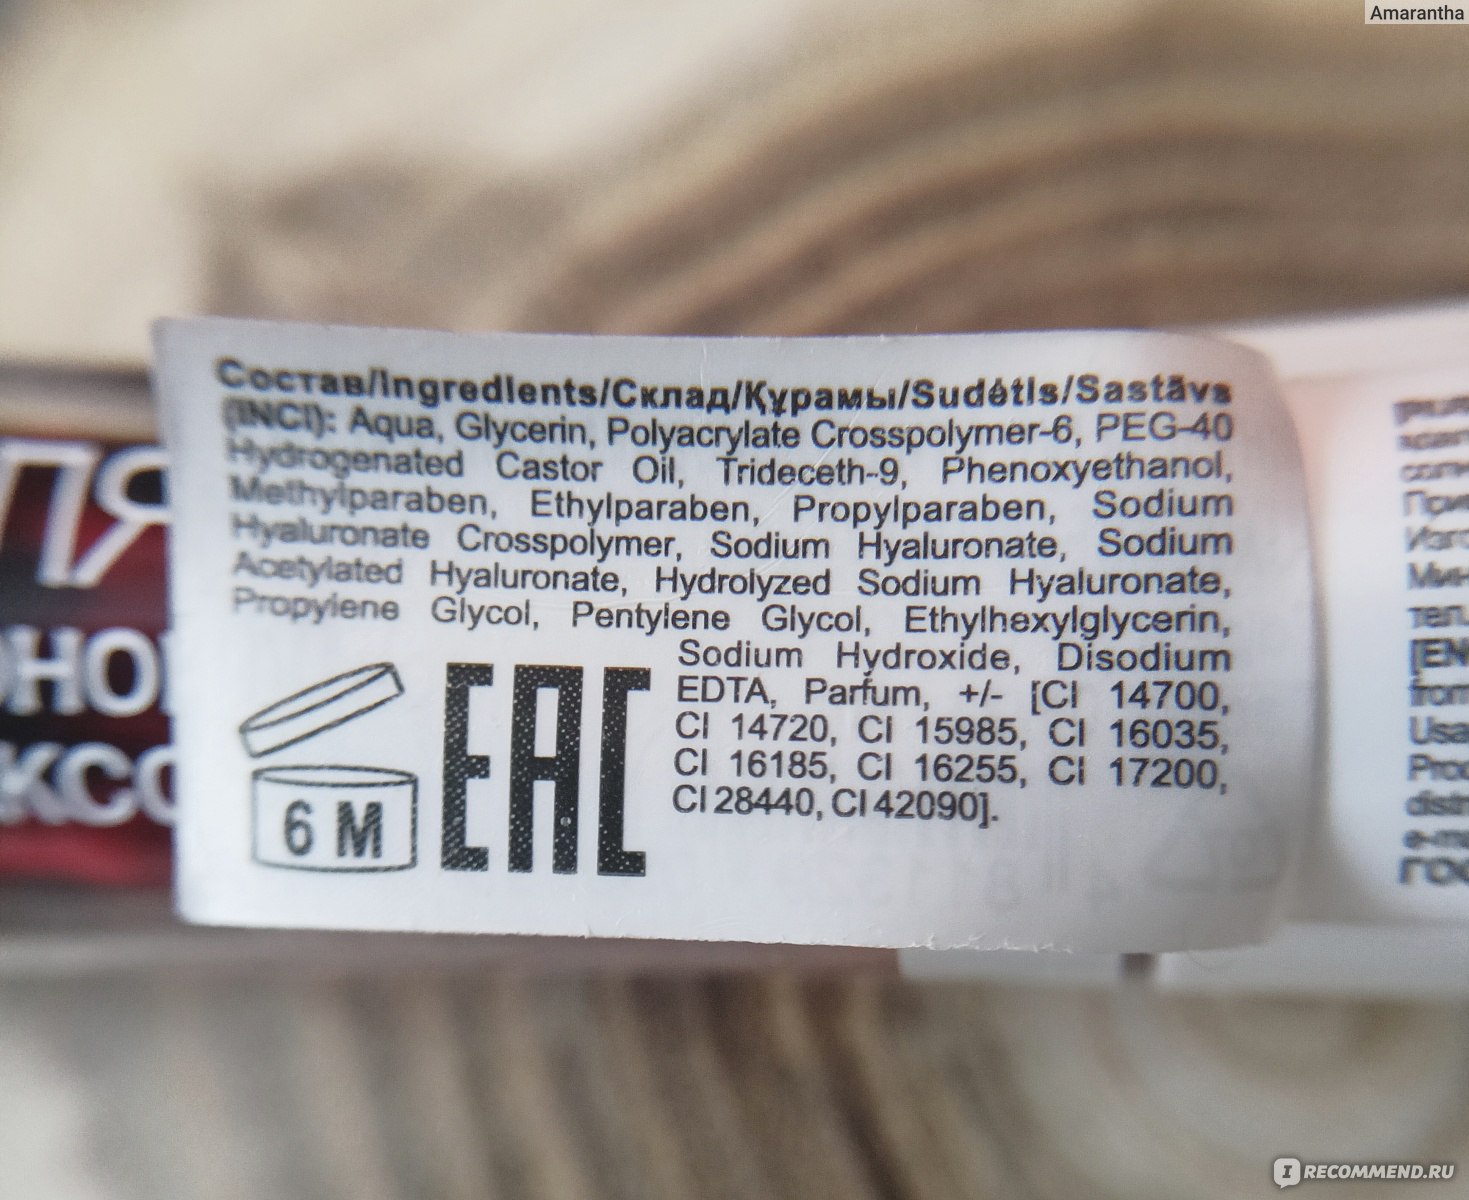 Amarantha
Состав/Ingredients/Склад/Құрамы/Sudėtis/Sastāvs
(INCI): Aqua, Glycerin, Polyacrylate Crosspolymer-6, PEG-40
Hydrogenated Castor Oil, Trideceth-9, Phenoxyethanol,
Methylparaben, Ethylparaben, Propylparaben, Sodium
Hyaluronate Crosspolymer, Sodium Hyaluronate, Sodium
Acetylated Hyaluronate, Hydrolyzed Sodium Hyaluronate,
Propylene Glycol, Pentylene Glycol, Ethylhexylglycerin,
Sodium Hydroxide, Disodium
EDTA, Parfum, +/- [CI 14700,
CI 14720, CI 15985, CI 16035,
CI 16185, CI 16255, CI 17200,
CI 28440, CI 42090].
6 M
EAC
ПЯ
[EN
from
I RECOMMEND.RU